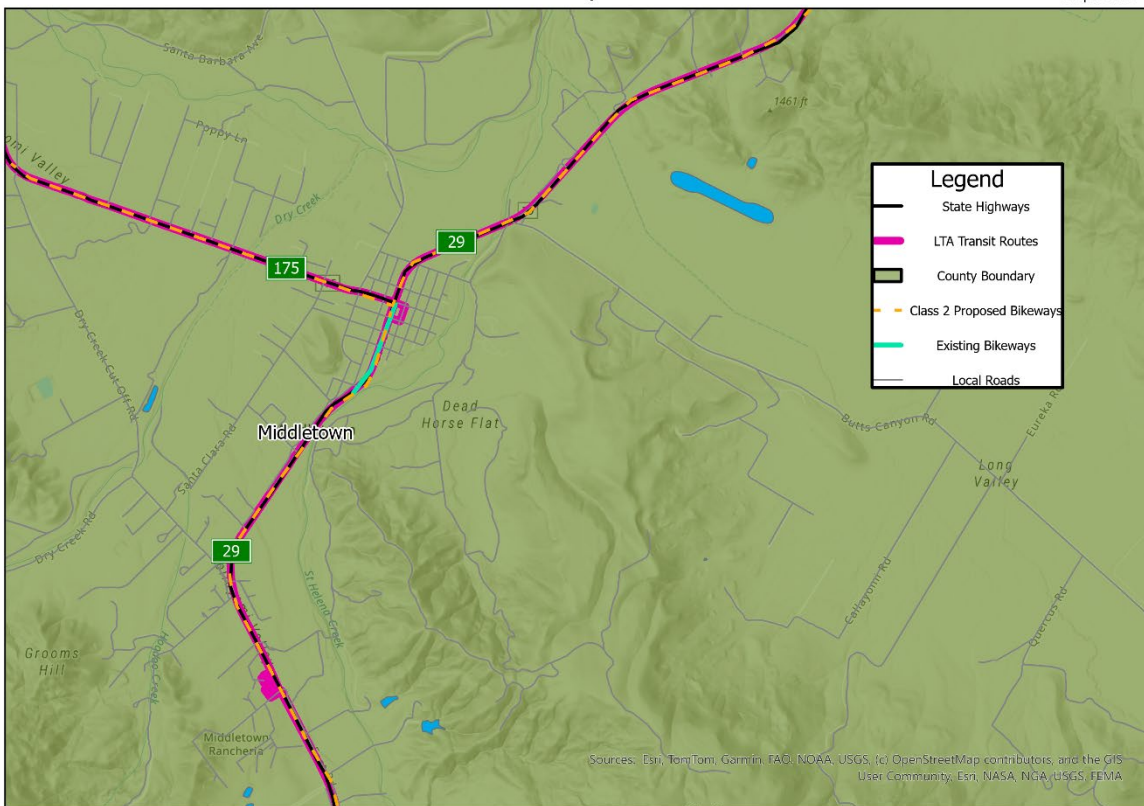 Santa Barbara Ave
Poppy Ln
1461 ft
Dry Creek
29
175
Legend
State Highways
LTA Transit Routes
County Boundary
Class 2 Proposed Bikeways
Existing Bikeways
Local Roads
Dry Creek Cut Off Rd
Dead
Horse Flat
Middletown
Butts Canyon Rd
Eureka Rd
Santa Clara Rd
Long
Valley
Dry Creek Rd
29
St Helena Creek
Callayomi Rd
Quercus Rd
Grooms
Hill
Middletown
Rancheria
Sources: Esri, TomTom, Garmin, FAO, NOAA, USGS, (c) OpenStreetMap contributors, and the GIS
User Community, Esri, NASA, NGA, USGS, FEMA